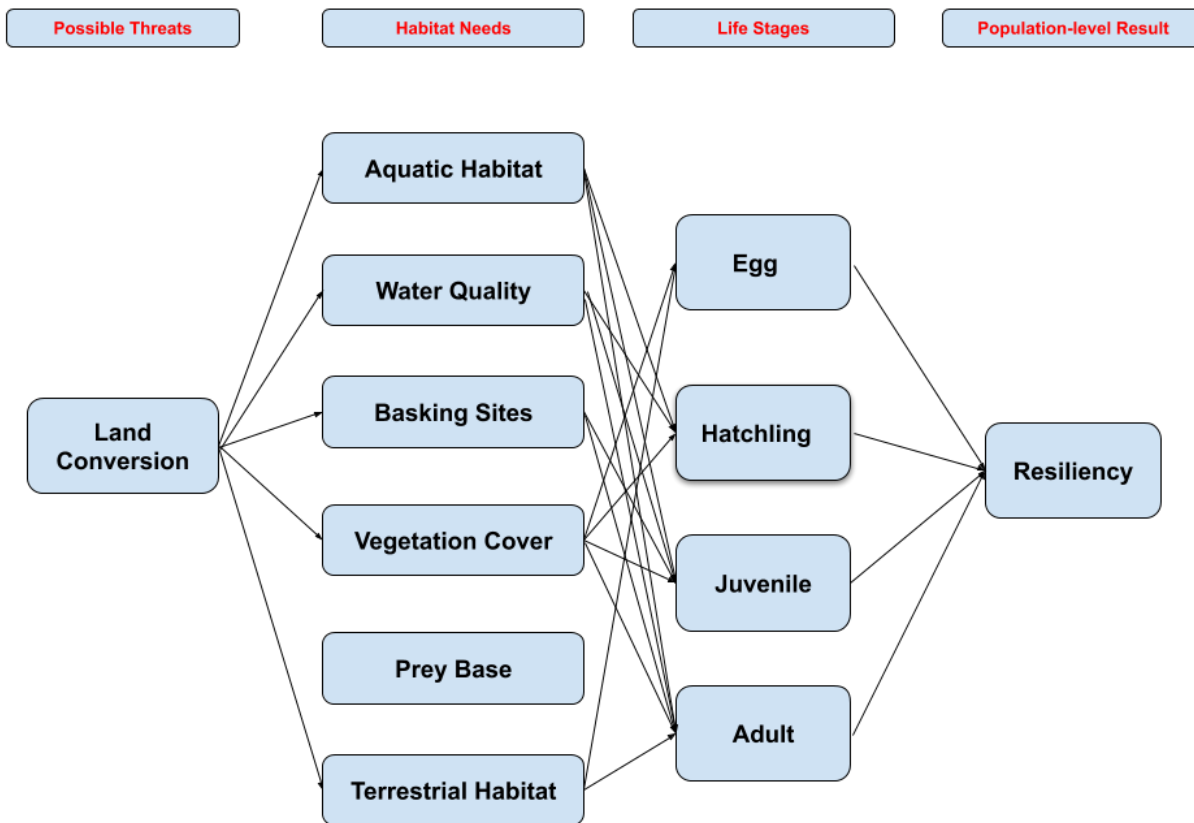 Possible Threats
Habitat Needs
Life Stages
Population-level Result
Aquatic Habitat
Water Quality
Basking Sites
Vegetation Cover
Prey Base
Terrestrial Habitat
Land
Conversion
Egg
Hatchling
Juvenile
Adult
Resiliency